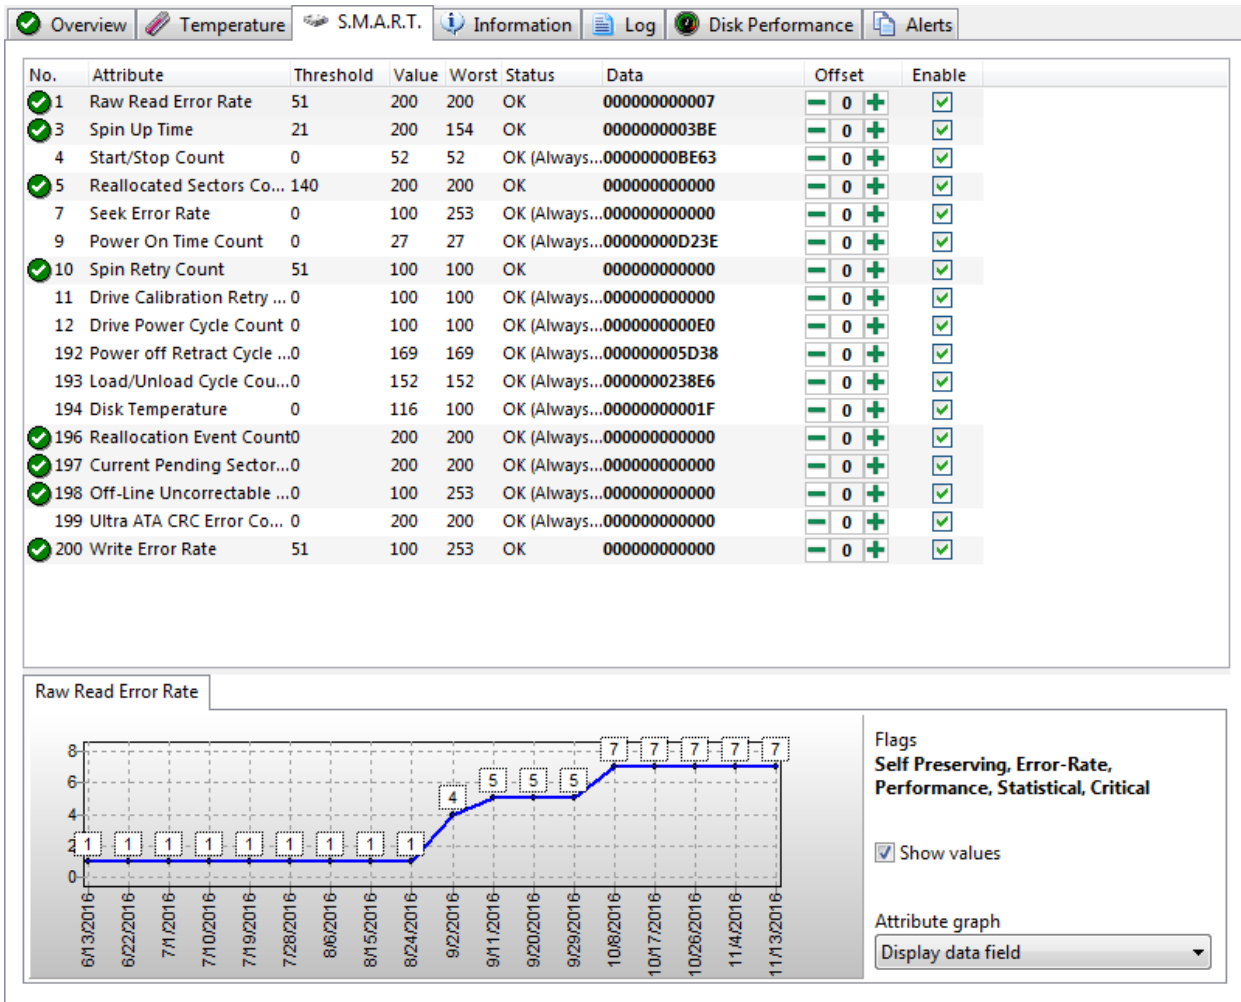 Overview Temperature S.M.A.R.T. Information Log Disk Performance Alerts
No. Attribute Threshold Value Worst Status Data Offset Enable
1 Raw Read Error Rate 51 200 200 OK 000000000007 0
3 Spin Up Time 21 200 154 OK 0000000003BE 0
4 Start/Stop Count 0 52 52 OK (Always... 00000000BE63 0
5 Reallocated Sectors Co... 140 200 200 OK 000000000000 0
7 Seek Error Rate 0 100 253 OK (Always... 000000000000 0
9 Power On Time Count 0 27 27 OK (Always... 00000000D23E 0
10 Spin Retry Count 51 100 100 OK 000000000000 0
11 Drive Calibration Retry ... 0 100 100 OK (Always... 000000000000 0
12 Drive Power Cycle Count 0 100 100 OK (Always... 0000000000E0 0
192 Power off Retract Cycle ... 0 169 169 OK (Always... 000000005D38 0
193 Load/Unload Cycle Cou... 0 152 152 OK (Always... 0000000238E6 0
194 Disk Temperature 0 116 100 OK (Always... 00000000001F 0
196 Reallocation Event Count 0 200 200 OK (Always... 000000000000 0
197 Current Pending Sector... 0 200 200 OK (Always... 000000000000 0
198 Off-Line Uncorrectable ... 0 100 253 OK (Always... 000000000000 0
199 Ultra ATA CRC Error Co... 0 200 200 OK (Always... 000000000000 0
200 Write Error Rate 51 100 253 OK 000000000000 0
Raw Read Error Rate
8
6
4
2
0
1 1 1 1 1 1 1 1 1 4 5 5 5 7 7 7 7 7
6/13/2016
6/22/2016
7/1/2016
7/10/2016
7/19/2016
7/28/2016
8/6/2016
8/15/2016
8/24/2016
9/2/2016
9/11/2016
9/20/2016
9/29/2016
10/8/2016
10/17/2016
10/26/2016
11/4/2016
11/13/2016
Flags
Self Preserving, Error-Rate,
Performance, Statistical, Critical
Show values
Attribute graph
Display data field